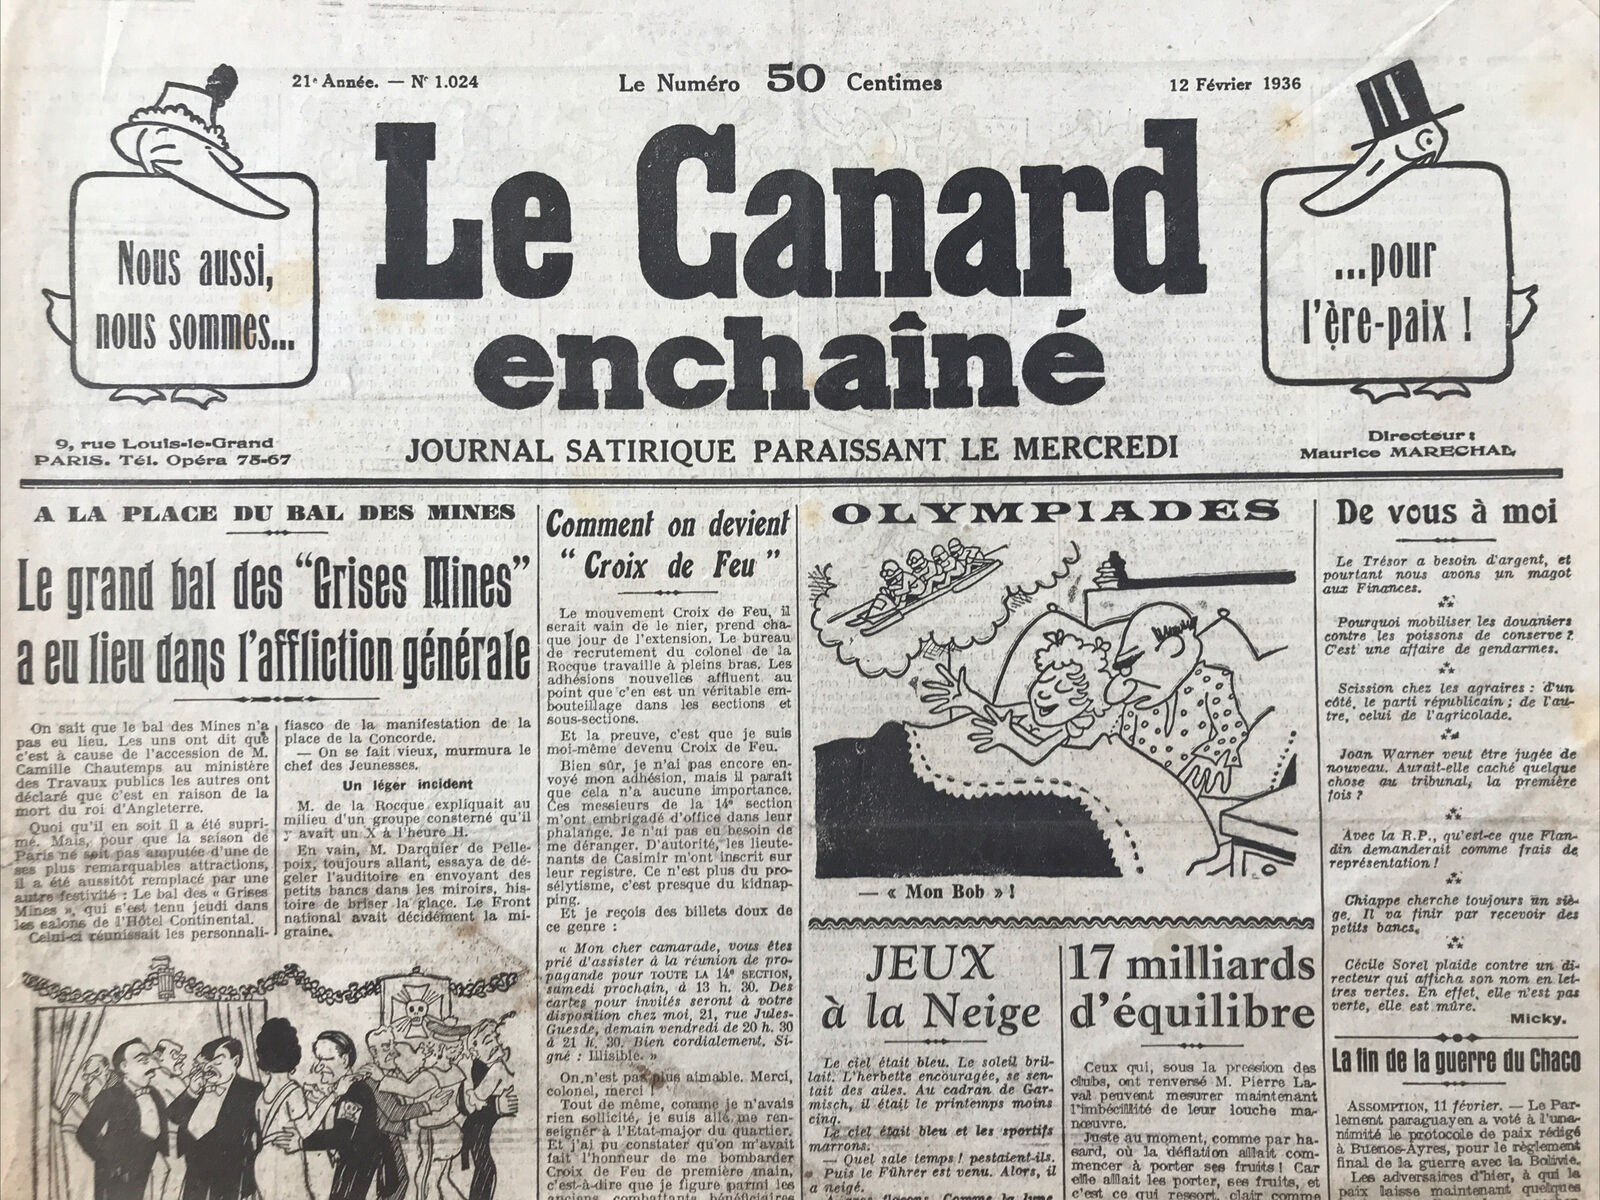 21e Année. — N° 1.024
Le Numéro 50 Centimes
12 Février 1936
Nous aussi,
nous sommes...
Le Canard
enchaîné
...pour
l'ère-paix !
9, rue Louis-le-Grand
PARIS. Tél. Opéra 75-67
JOURNAL SATIRIQUE PARAISSANT LE MERCREDI
Directeur :
Maurice MARECHAL
A LA PLACE DU BAL DES MINES
Le grand bal des "Grises Mines"
a eu lieu dans l'affliction générale
On sait que le bal des Mines n'a
pas eu lieu. Les uns ont dit que
c'est à cause de l'accession de M.
Camille Chautemps au ministère
des Travaux publics les autres ont
déclaré que c'est en raison de la
mort du roi d'Angleterre.
Quoi qu'il en soit il a été supri-
mé. Mais, pour que la saison de
Paris ne soit pas amputée d'une de
ses plus remarquables attractions,
il a été aussitôt remplacé par une
autre festivité : Le bal des « Grises
Mines », qui s'est tenu jeudi dans
les salons de l'Hôtel Continental.
Celui-ci réunissait les personnali-
fiasco de la manifestation de la
place de la Concorde.
— On se fait vieux, murmura le
chef des Jeunesses.
Un léger incident
M. de la Rocque expliquait au
milieu d'un groupe consterné qu'il
y avait un X à l'heure H.
En vain, M. Darquier de Pelle-
poix, toujours allant, essaya de dé-
geler l'auditoire en envoyant des
petits bancs dans les miroirs, his-
toire de briser la glace. Le Front
national avait décidément la mi-
graine.
Comment on devient
" Croix de Feu "
Le mouvement Croix de Feu, il
serait vain de le nier, prend cha-
que jour de l'extension. Le bureau
de recrutement du colonel de la
Rocque travaille à pleins bras. Les
adhésions nouvelles affluent au
point que c'en est un véritable em-
bouteillage dans les sections et
sous-sections.
Et la preuve, c'est que je suis
moi-même devenu Croix de Feu.
Bien sûr, je n'ai pas encore en-
voyé mon adhésion, mais il paraît
que cela n'a aucune importance.
Ces messieurs de la 14e section
m'ont embrigadé d'office dans leur
phalange. Je n'ai pas eu besoin de
me déranger. D'autorité, les lieute-
nants de Casimir m'ont inscrit sur
leur registre. Ce n'est plus du pro-
sélytisme, c'est presque du kidnap-
ping.
Et je reçois des billets doux de
ce genre :
« Mon cher camarade, vous êtes
prié d'assister à la réunion de pro-
pagande pour TOUTE LA 14e SECTION,
samedi prochain, à 13 h. 30. Des
cartes pour invités seront à votre
disposition chez moi, 21, rue Jules-
Guesde, demain vendredi de 20 h. 30
à 21 h. 30. Bien cordialement. Si-
gné : Illisible. »
On n'est pas plus aimable. Merci,
colonel, merci !
Tout de même, comme je n'avais
rien sollicité, je suis allé me ren-
seigner à l'Etat-major du quartier.
Et j'ai pu constater qu'on m'avait
fait l'honneur de me bombarder
Croix de Feu de première main,
c'est-à-dire que je figure parmi les
anciens combattants bénéficiaires
OLYMPIADES
— « Mon Bob » !
JEUX
à la Neige
Le ciel était bleu. Le soleil bril-
lait. L'herbette encouragée, se sen-
tait des ailes. Au cadran de Gar-
misch, il était le printemps moins
cinq.
Le ciel était bleu et les sportifs
marrons.
— Quel sale temps ! pestaient-ils.
Puis le Führer est venu. Alors, il
a neigé.
17 milliards
d'équilibre
Ceux qui, sous la pression des
clubs, ont renversé M. Pierre La-
val peuvent mesurer maintenant
l'imbécillité de leur louche ma-
nœuvre.
Juste au moment, comme par ha-
sard, où la déflation allait com-
mencer à porter ses fruits ! Car
elle allait les porter, ses fruits, et
c'est ce qui ressort, clair comme
De vous à moi
Le Trésor a besoin d'argent, et
pourtant nous avons un magot
aux Finances.
Pourquoi mobiliser les douaniers
contre les poissons de conserve ?
C'est une affaire de gendarmes.
Scission chez les agraires : d'un
côté, le parti républicain ; de l'au-
tre, celui de l'agricolade.
Joan Warner veut être jugée de
nouveau. Aurait-elle caché quelque
chose au tribunal, la première
fois ?
Avec la R.P., qu'est-ce que Flan-
din demanderait comme frais de
représentation !
Chiappe cherche toujours un siè-
ge. Il va finir par recevoir des
petits bancs.
Cécile Sorel plaide contre un di-
recteur qui afficha son nom en let-
tres vertes. En effet, elle n'est pas
verte, elle est mûre.
Micky.
La fin de la guerre du Chaco
ASSOMPTION, 11 février. — Le Par-
lement paraguayen a voté à l'una-
nimité le protocole de paix rédigé
à Buenos-Ayres, pour le règlement
final de la guerre avec la Bolivie.
Les adversaires d'hier, à qui la
paix laisse maintenant quelques